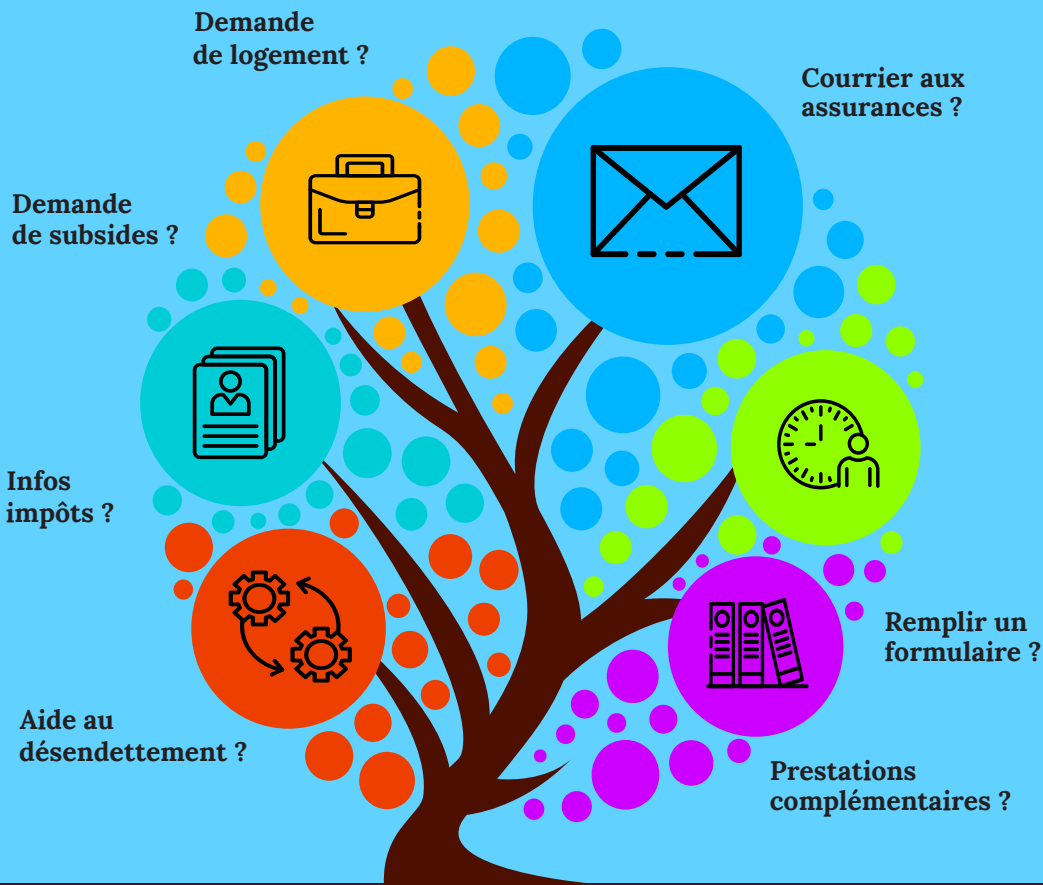 Demande
de logement ?
Courrier aux
assurances ?
Demande
de subsides ?
Infos
impôts ?
Remplir un
formulaire ?
Aide au
désendettement ?
Prestations
complémentaires ?